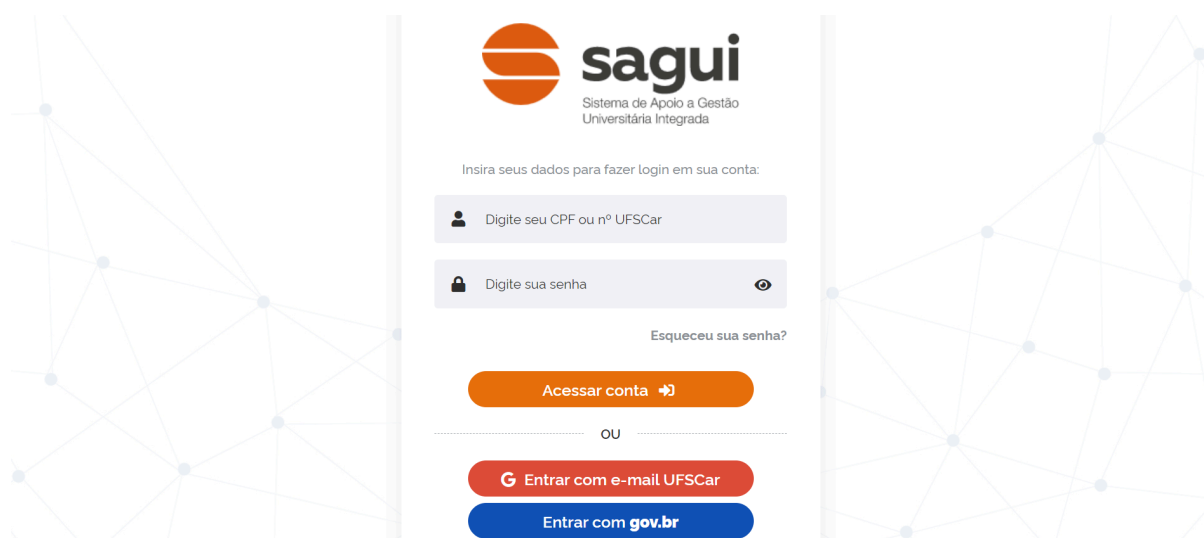 sagui
Sistema de Apoio a Gestão
Universitária Integrada
Insira seus dados para fazer login em sua conta:
Digite seu CPF ou nº UFSCar
Digite sua senha
Esqueceu sua senha?
Acessar conta
OU
G Entrar com e-mail UFSCar
Entrar com gov.br